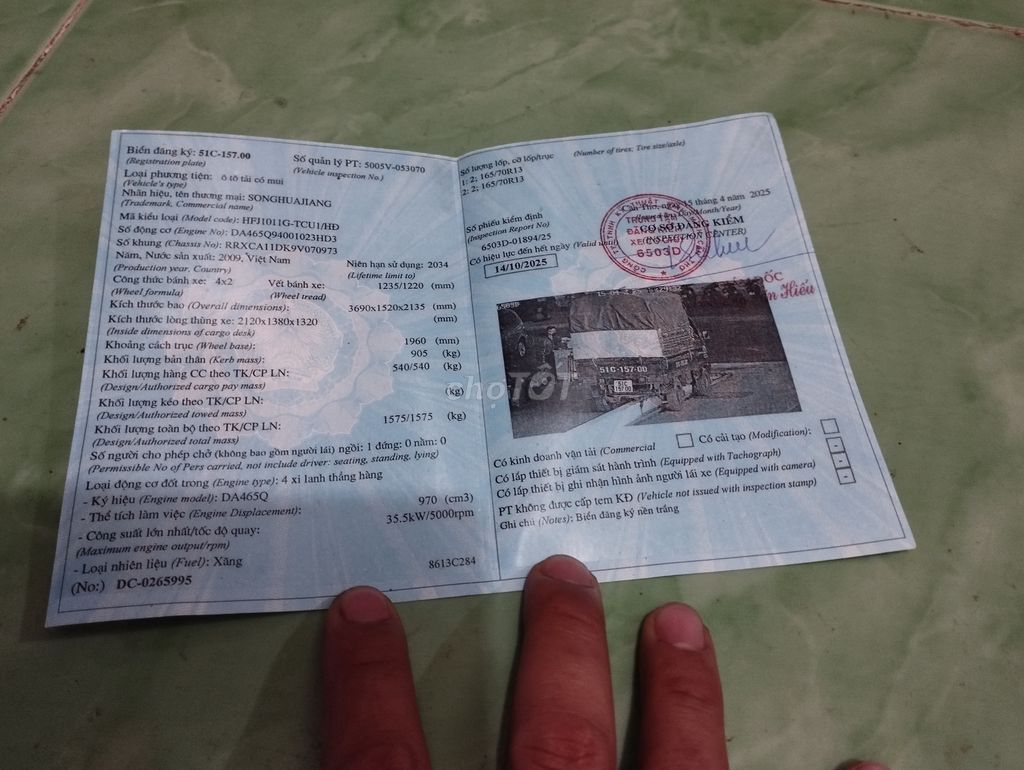 Biển đăng ký: 51C-157.00
(Registration plate)
Số quản lý PT: 5005V-053070
(Vehicle inspection No.)
Loại phương tiện: ô tô tải có mui
(Vehicle's type)
Nhãn hiệu, tên thương mại: SONGHUAJIANG
(Trademark, Commercial name)
Mã kiểu loại (Model code): HFJ1011G-TCU1/HĐ
Số động cơ (Engine No): DA465Q94001023HD3
Số khung (Chassis No): RRXCA11DK9V070973
Năm, Nước sản xuất: 2009, Việt Nam
(Production year, Country)
Niên hạn sử dụng: 2034
(Lifetime limit to)
Công thức bánh xe: 4x2
(Wheel formula)
Vết bánh xe: 1235/1220 (mm)
(Wheel tread)
Kích thước bao (Overall dimensions): 3690x1520x2135 (mm)
Kích thước lòng thùng xe: 2120x1380x1320 (mm)
(Inside dimensions of cargo desk)
Khoảng cách trục (Wheel base): 1960 (mm)
Khối lượng bản thân (Kerb mass): 905 (kg)
Khối lượng hàng CC theo TK/CP LN: 540/540 (kg)
(Design/Authorized cargo pay mass)
Khối lượng kéo theo TK/CP LN: (kg)
(Design/Authorized towed mass)
Khối lượng toàn bộ theo TK/CP LN: 1575/1575 (kg)
(Design/Authorized total mass)
Số người cho phép chở (không bao gồm người lái) ngồi: 1 đứng: 0 nằm: 0
(Permissible No of Pers carried, not include driver: seating, standing, lying)
Loại động cơ đốt trong (Engine type): 4 xi lanh thẳng hàng
- Ký hiệu (Engine model): DA465Q
- Thể tích làm việc (Engine Displacement): 970 (cm3)
- Công suất lớn nhất/tốc độ quay: 35.5kW/5000rpm
(Maximum engine output/rpm)
- Loại nhiên liệu (Fuel): Xăng
(No:) DC-0265995
8613C284
Số lượng lốp, cỡ lốp/trục (Number of tires; Tire size/axle)
1: 2; 165/70R13
2: 2; 165/70R13
Cần Thơ, ngày 15 tháng 4 năm 2025
(Day/Month/Year)
Số phiếu kiểm định
(Inspection Report No)
6503D-01894/25
CƠ SỞ ĐĂNG KIỂM
(INSPECTION CENTER)
TRUNG TÂM
6503D
Có hiệu lực đến hết ngày (Valid until)
14/10/2025
Hiếu
6503D
51C-157-00
51C
157.00
chợTỐT
Có kinh doanh vận tải (Commercial
Có cải tạo (Modification):
Có lắp thiết bị giám sát hành trình (Equipped with Tachograph)
Có lắp thiết bị ghi nhận hình ảnh người lái xe (Equipped with camera)
PT không được cấp tem KĐ (Vehicle not issued with inspection stamp)
Ghi chú (Notes): Biển đăng ký nền trắng